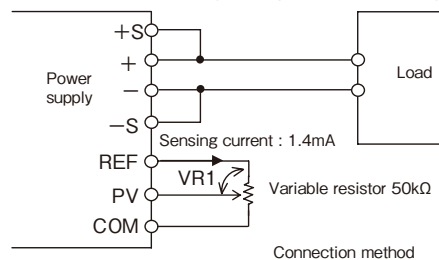 +S
+
Power
supply
Load
−
−S
Sensing current : 1.4mA
REF
VR1
Variable resistor 50kΩ
PV
COM
Connection method